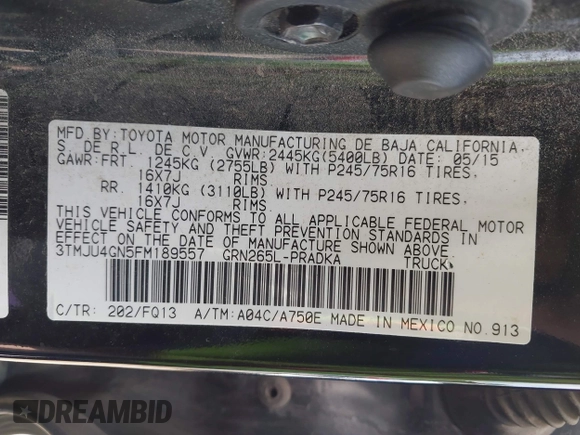 MFD BY:TOYOTA MOTOR MANUFACTURING DE BAJA CALIFORNIA.
S. DE R.L. DE C.V. GVWR:2445KG(5400LB) DATE: 05/15
GAWR:FRT. 1245KG (2755LB) WITH P245/75R16 TIRES,
16X7J RIMS
RR. 1410KG (3110LB) WITH P245/75R16 TIRES,
16X7J RIMS
THIS VEHICLE CONFORMS TO ALL APPLICABLE FEDERAL MOTOR
VEHICLE SAFETY AND THEFT PREVENTION STANDARDS IN
EFFECT ON THE DATE OF MANUFACTURE SHOWN ABOVE.
3TMJU4GN5FM189557 GRN265L-PRADKA TRUCK
C/TR: 202/FQ13 A/TM:A04C/A750E MADE IN MEXICO NO.913
DREAMBID